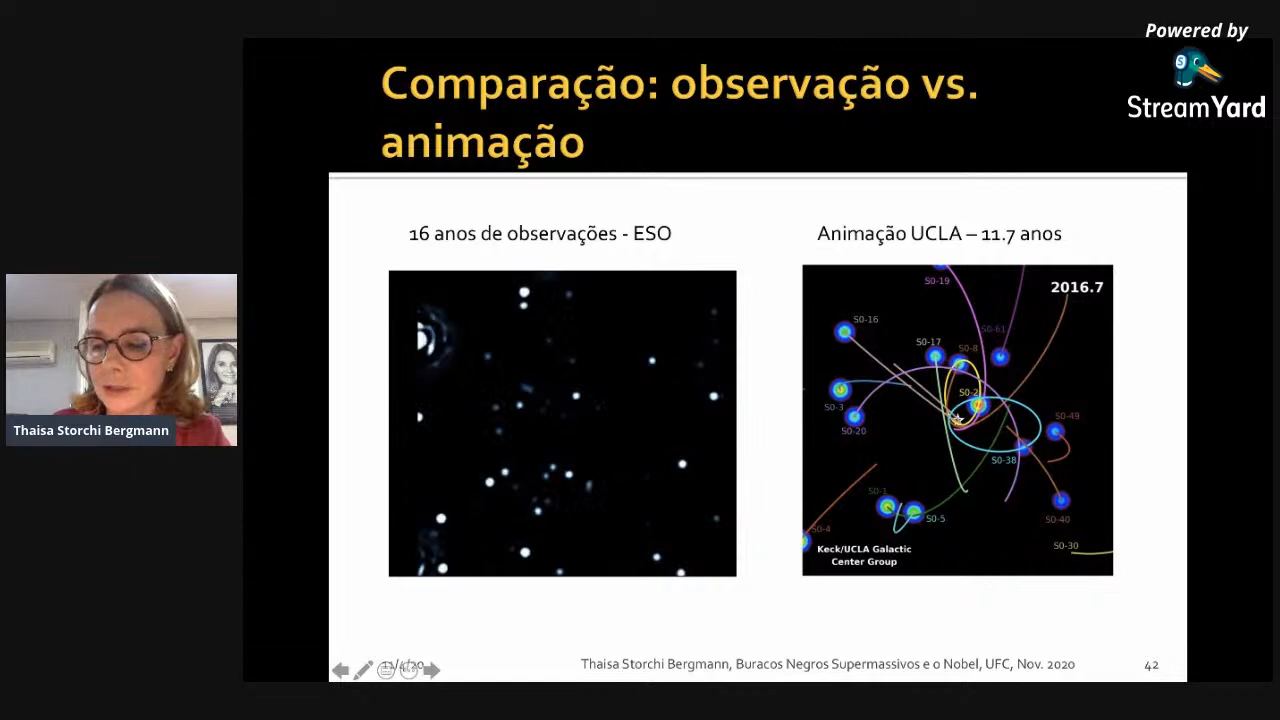 Powered by
StreamYard
Comparação: observação vs.
animação
16 anos de observações - ESO
Animação UCLA – 11.7 anos
2016.7
S0-19
S0-16
S0-61
S0-17
S0-8
S0-2
S0-3
S0-20
S0-49
S0-38
S0-1
S0-5
S0-40
S0-4
S0-30
Keck/UCLA Galactic
Center Group
Thaisa Storchi Bergmann
Thaisa Storchi Bergmann, Buracos Negros Supermassivos e o Nobel, UFC, Nov. 2020
42